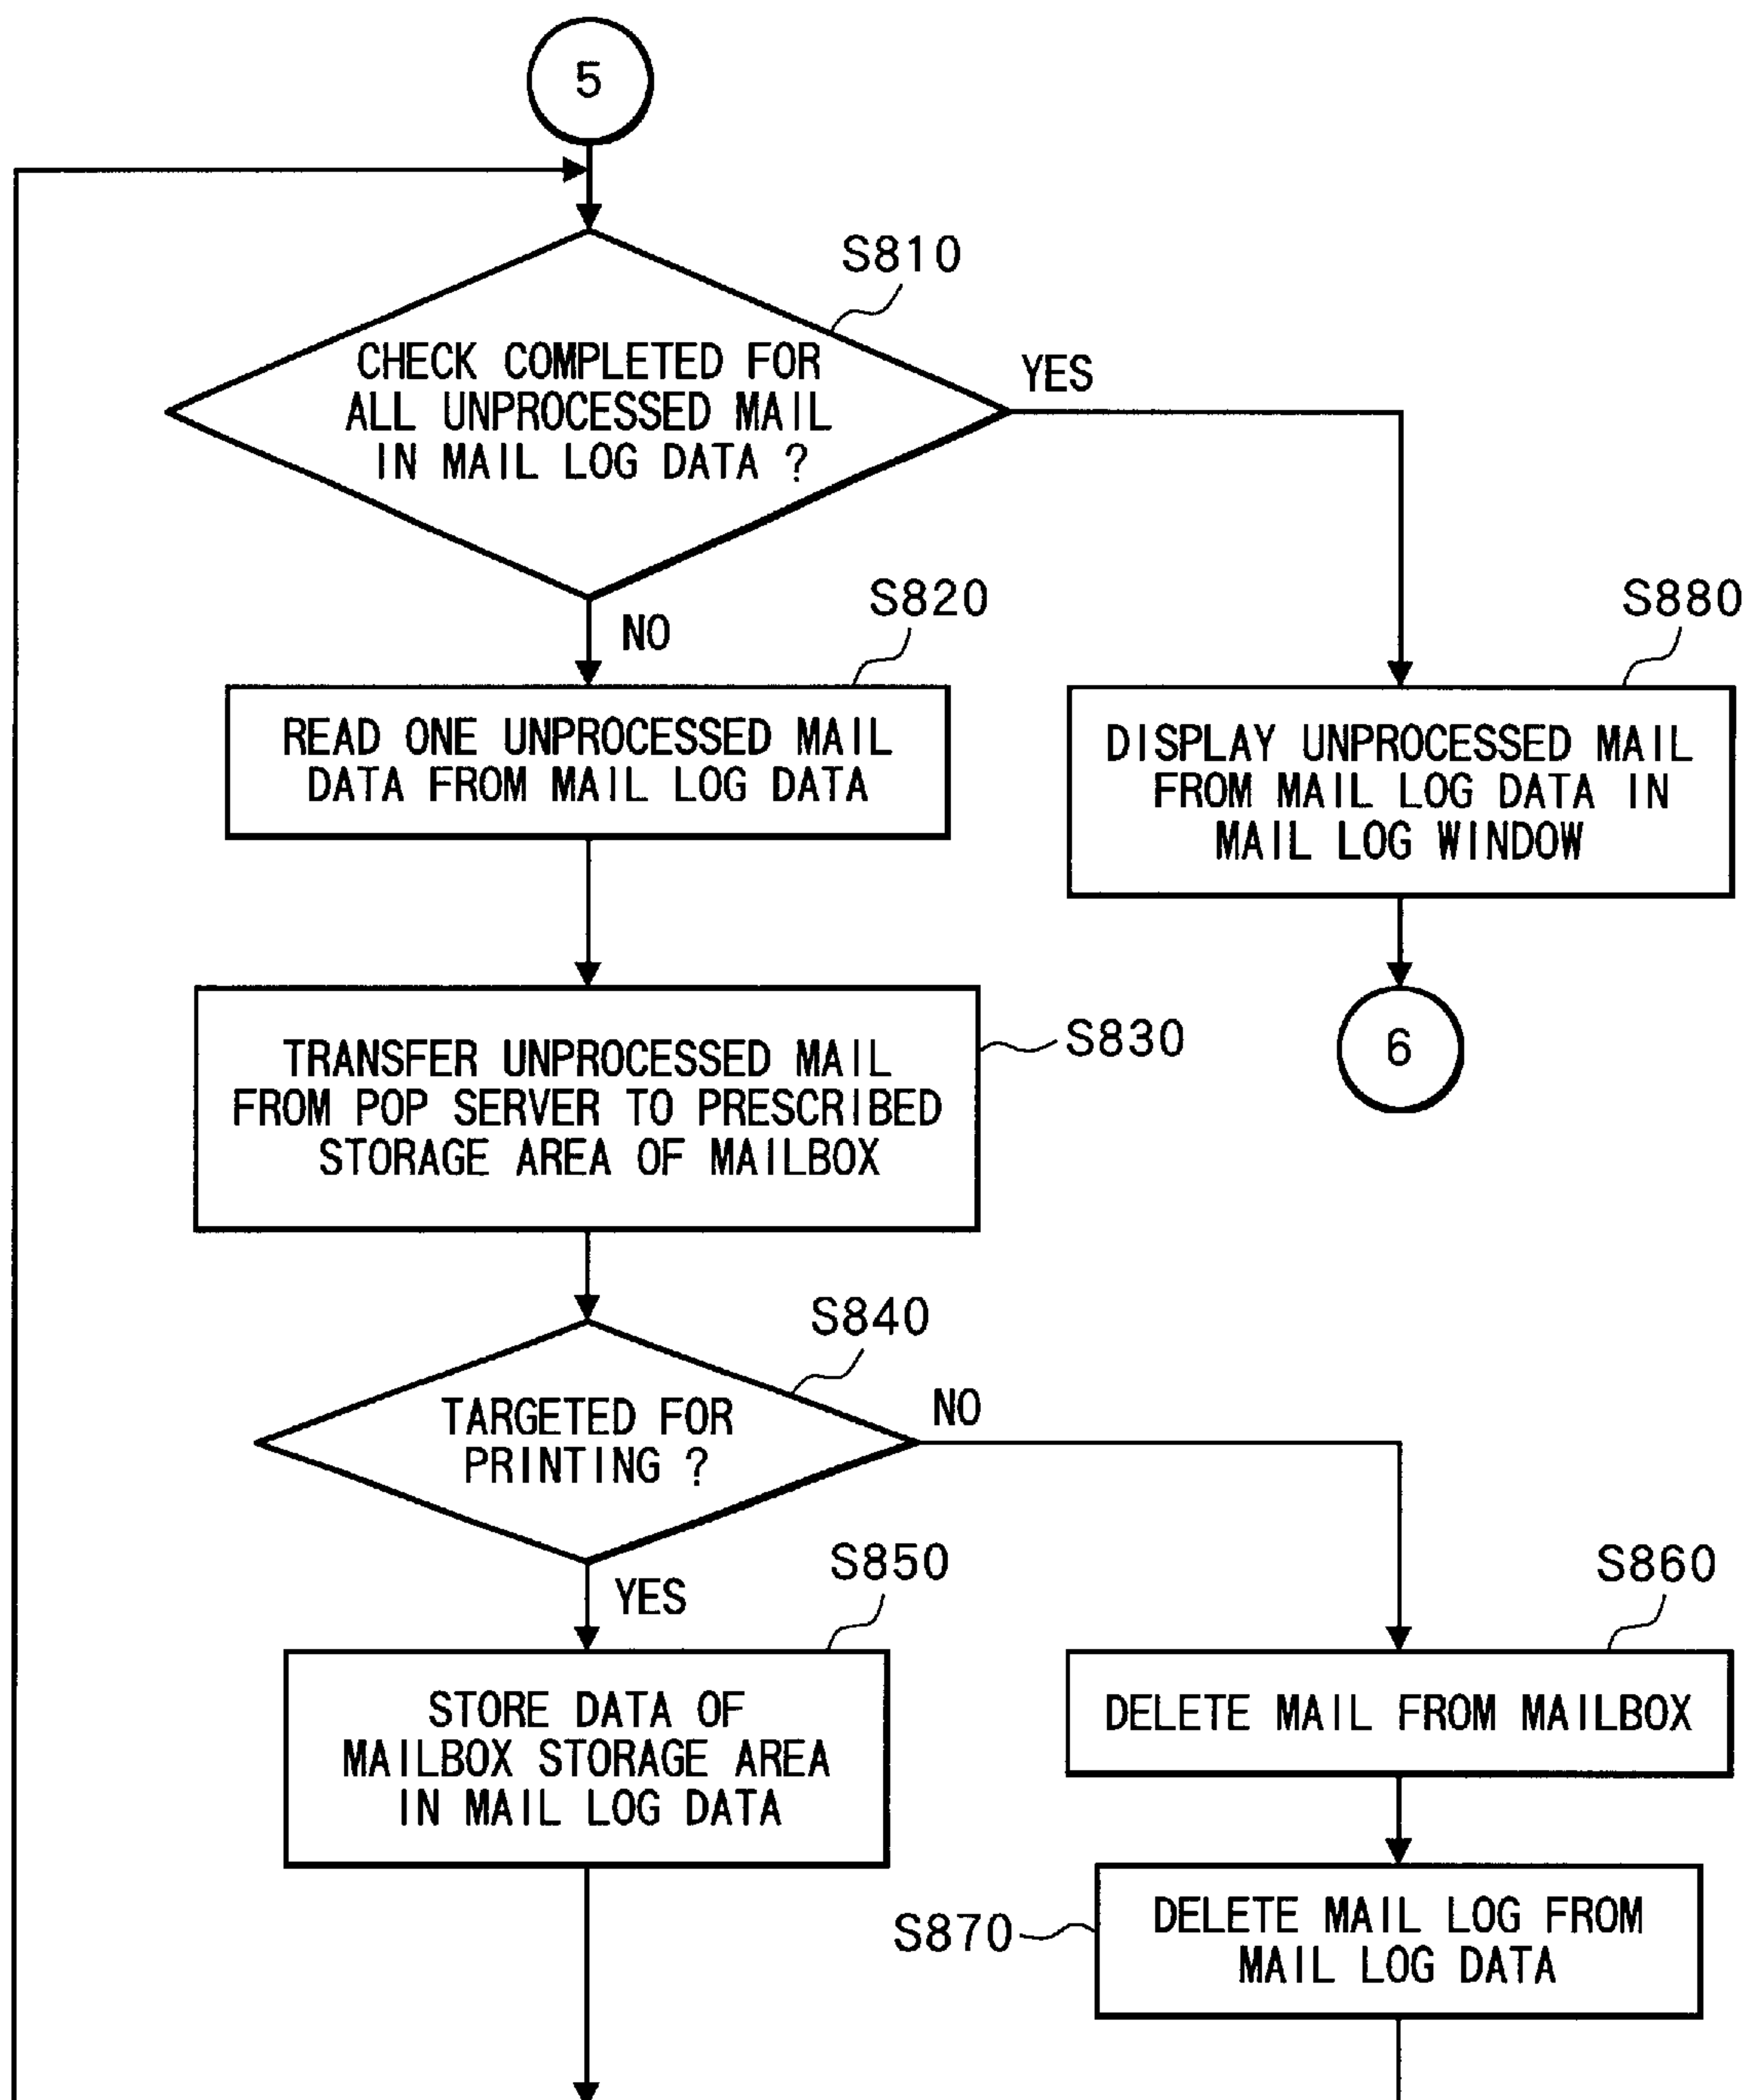 5
S810
CHECK COMPLETED FOR
ALL UNPROCESSED MAIL
IN MAIL LOG DATA ?
YES
NO
S820
READ ONE UNPROCESSED MAIL
DATA FROM MAIL LOG DATA
S880
DISPLAY UNPROCESSED MAIL
FROM MAIL LOG DATA IN
MAIL LOG WINDOW
6
S830
TRANSFER UNPROCESSED MAIL
FROM POP SERVER TO PRESCRIBED
STORAGE AREA OF MAILBOX
S840
TARGETED FOR
PRINTING ?
NO
YES
S850
STORE DATA OF
MAILBOX STORAGE AREA
IN MAIL LOG DATA
S860
DELETE MAIL FROM MAILBOX
S870
DELETE MAIL LOG FROM
MAIL LOG DATA